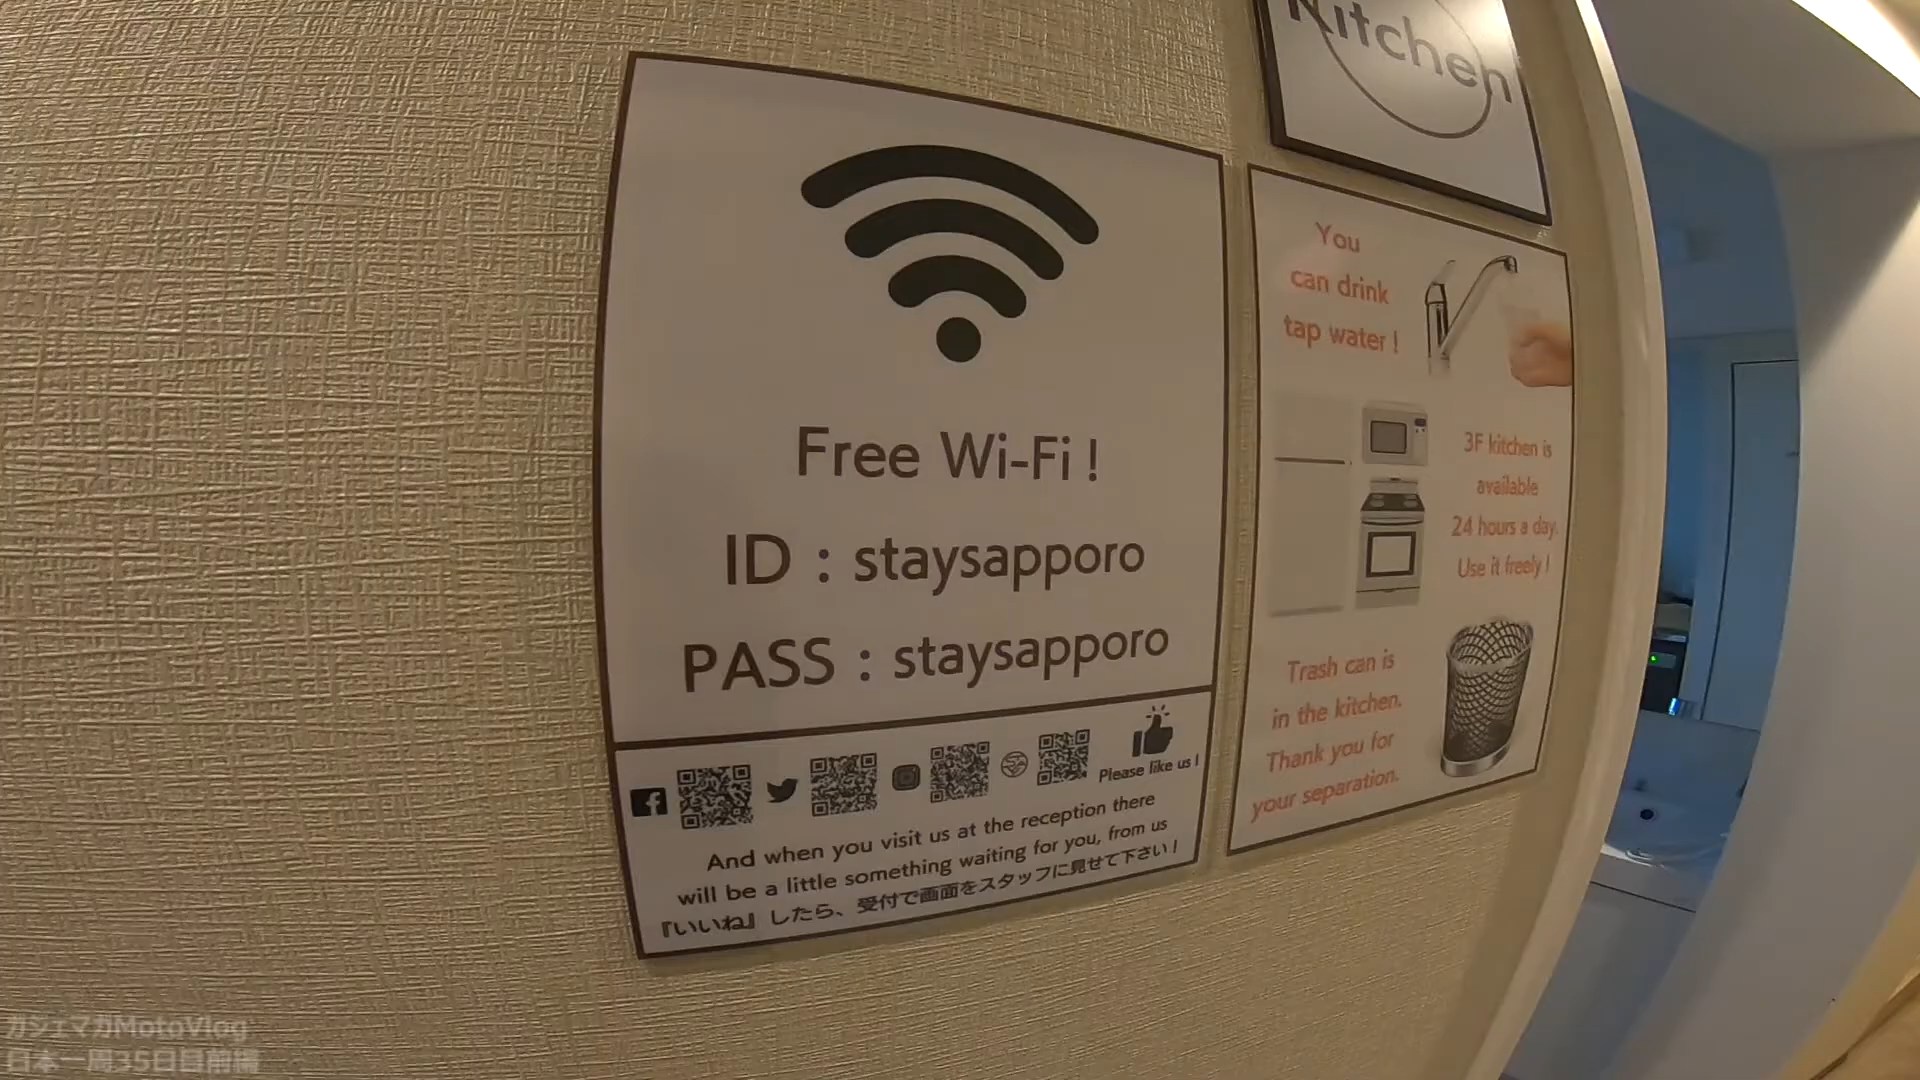 Kitchen
Free Wi-Fi !
ID : staysapporo
PASS : staysapporo
Please like us !
And when you visit us at the reception there
will be a little something waiting for you, from us
『いいね』したら、受付で画面をスタッフに見せて下さい！
You
can drink
tap water !
3F kitchen is
available
24 hours a day.
Use it freely !
Trash can is
in the kitchen.
Thank you for
your separation.
ガジェマガMotoVlog
日本一周35日目前編